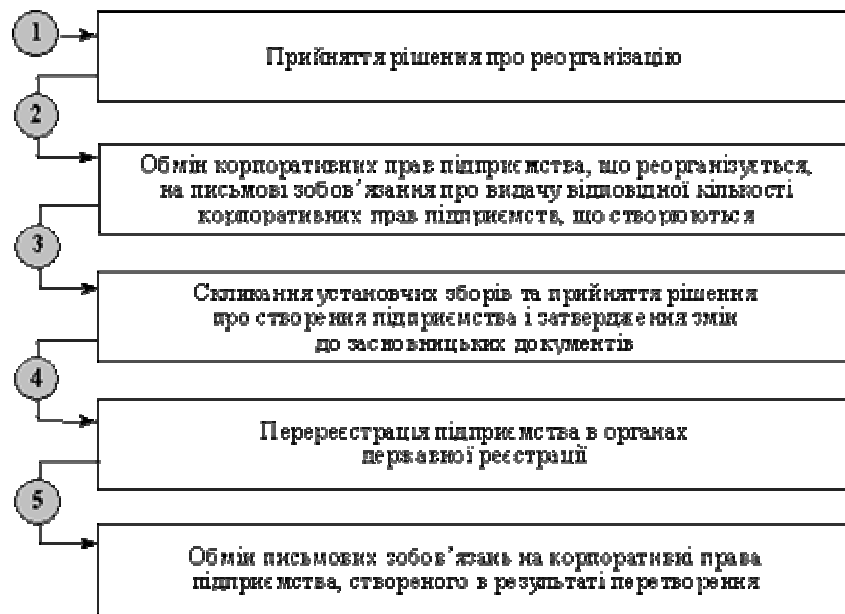 1
Прийняття рішення про реорганізацію
2
Обмін корпоративних прав підприємства, що реорганізується,
на письмові зобов’язання про видачу відповідної кількості
корпоративних прав підприємств, що створюються
3
Скликання установчих зборів та прийняття рішення
про створення підприємства і затвердження змін
до засновницьких документів
4
Перереєстрація підприємства в органах
державної реєстрації
5
Обмін письмових зобов’язань на корпоративні права
підприємства, створеного в результаті перетворення